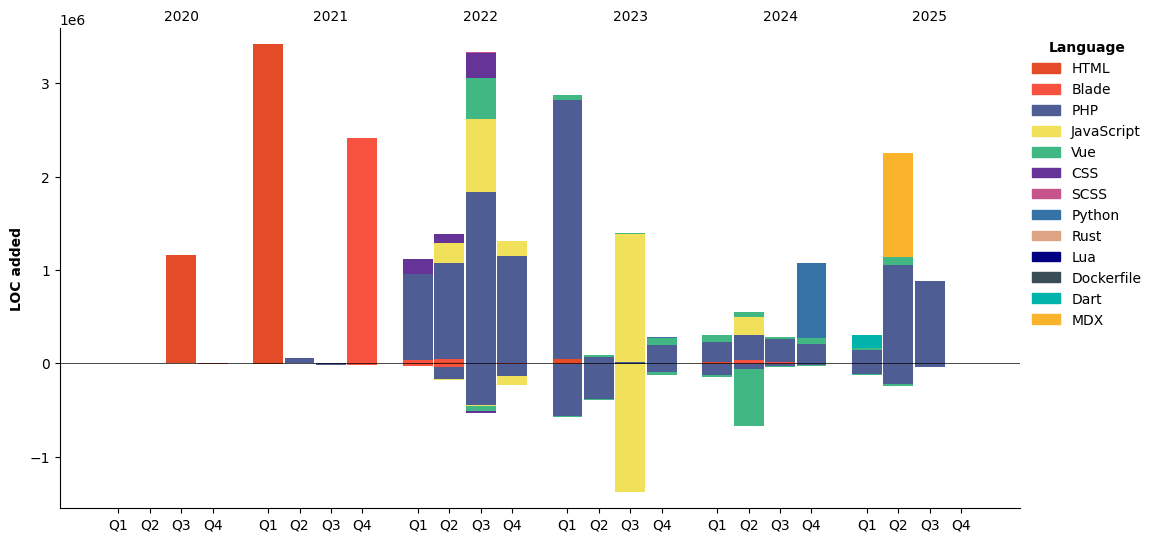 1e6
2020 2021 2022 2023 2024 2025
LOC added
3
2
1
0
−1
Q1 Q2 Q3 Q4 Q1 Q2 Q3 Q4 Q1 Q2 Q3 Q4 Q1 Q2 Q3 Q4 Q1 Q2 Q3 Q4 Q1 Q2 Q3 Q4
Language
HTML
Blade
PHP
JavaScript
Vue
CSS
SCSS
Python
Rust
Lua
Dockerfile
Dart
MDX